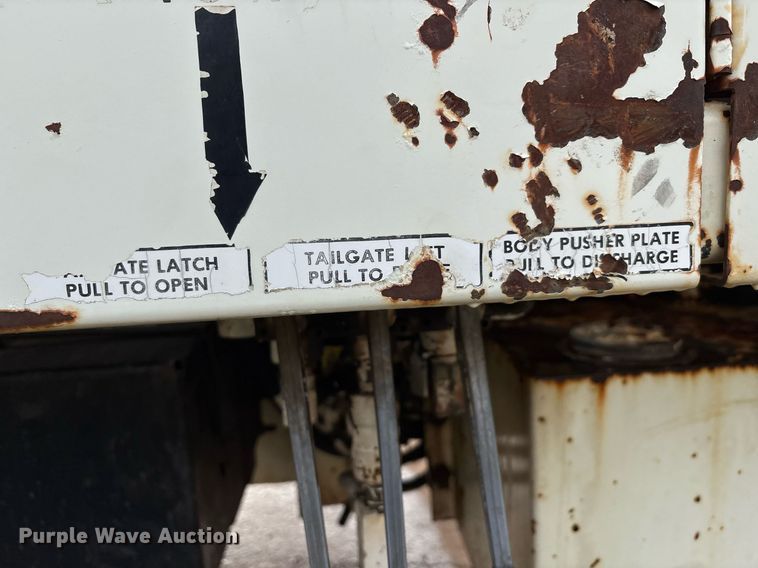 ATE LATCH
PULL TO OPEN
TAILGATE
PULL TO
BODY PUSHER PLATE
PULL TO DISCHARGE
Purple Wave Auction